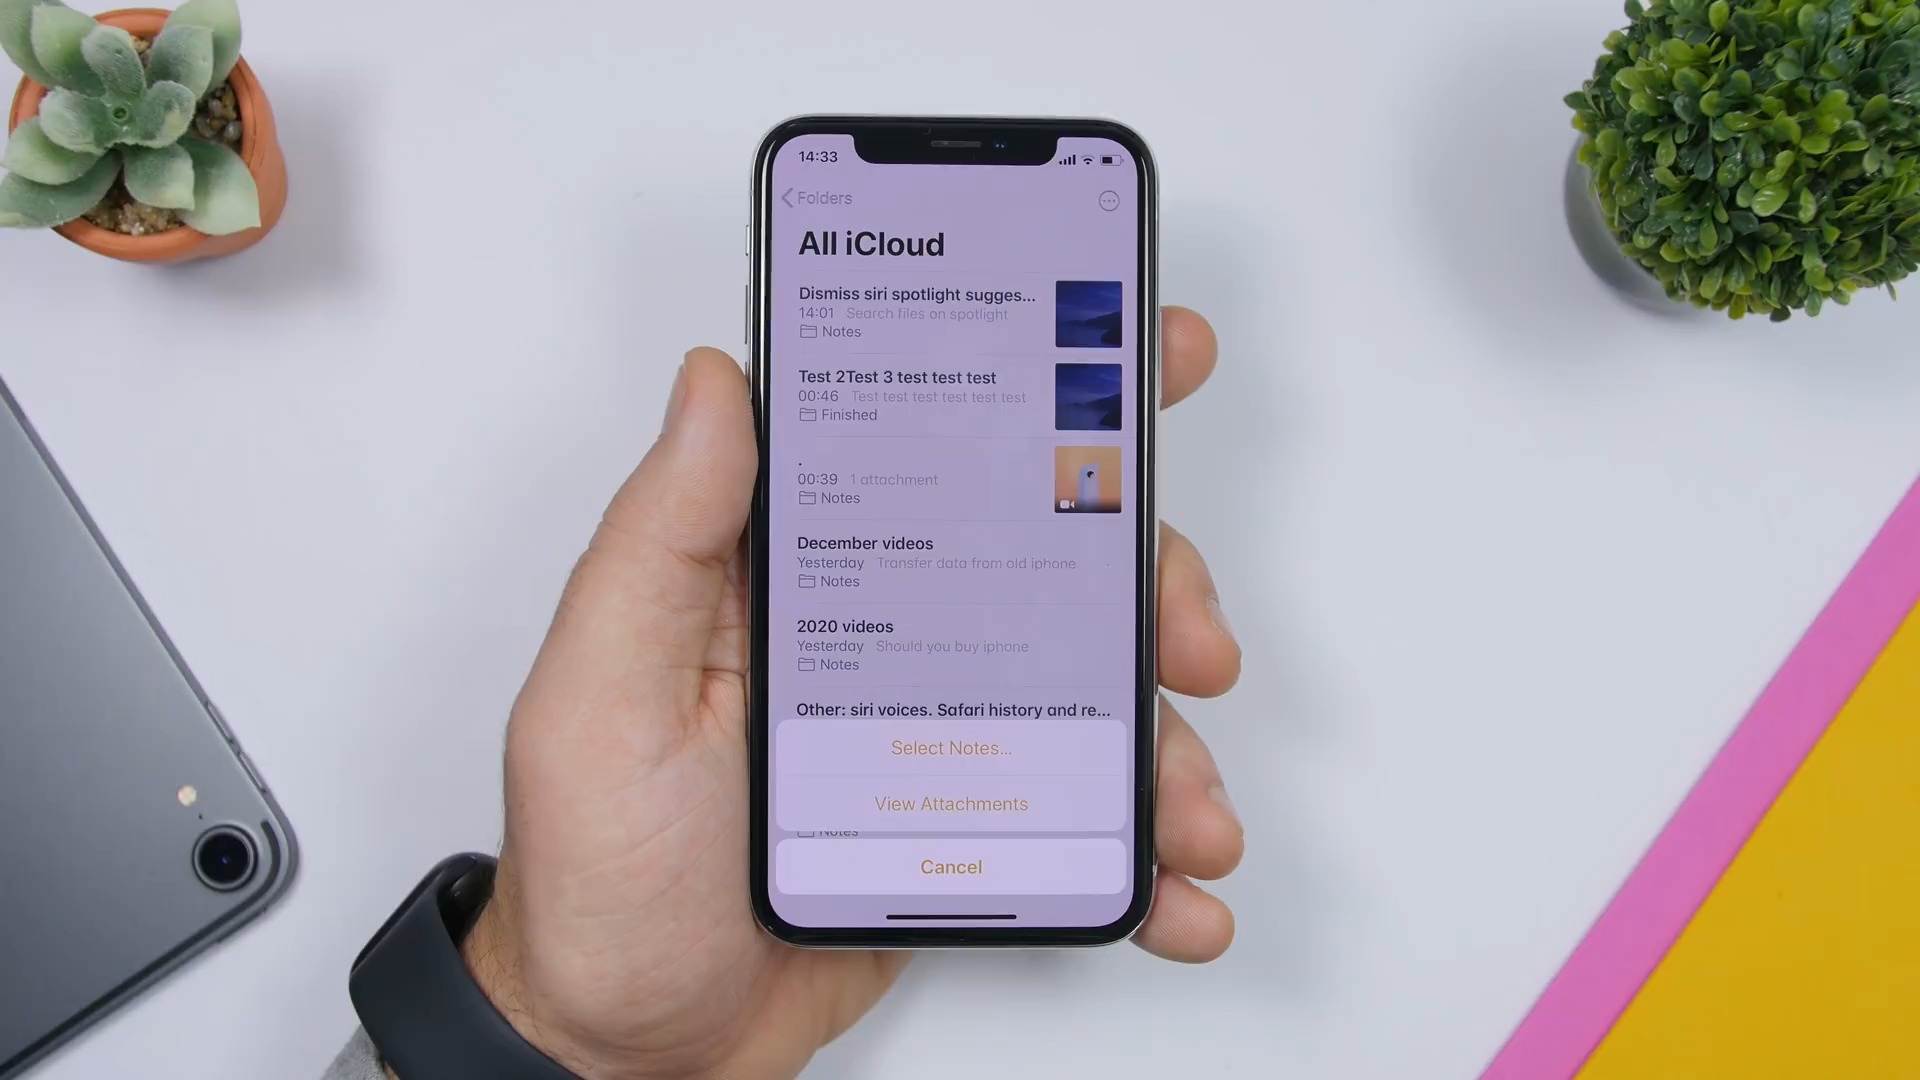 14:33
Folders
All iCloud
Dismiss siri spotlight sugges...
14:01 Search files on spotlight
Notes
Test 2Test 3 test test test
00:46 Test test test test test test
Finished
.
00:39 1 attachment
Notes
December videos
Yesterday Transfer data from old iphone
Notes
2020 videos
Yesterday Should you buy iphone
Notes
Other: siri voices. Safari history and re...
Select Notes...
View Attachments
Notes
Cancel